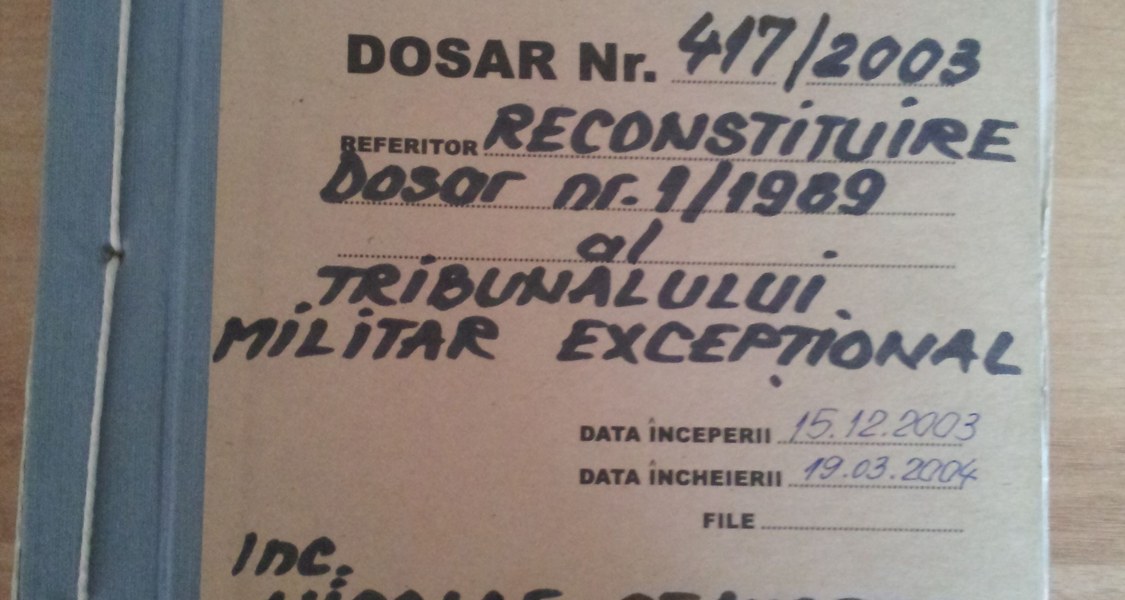 DOSAR Nr. 417/2003
REFERITOR RECONSTITUIRE
Dosar nr. 1/1989
al
TRIBUNALULUI
MILITAR EXCEPȚIONAL
DATA ÎNCEPERII 15.12.2003
DATA ÎNCHEIERII 19.03.2004
FILE
Inc.
NICOLAE